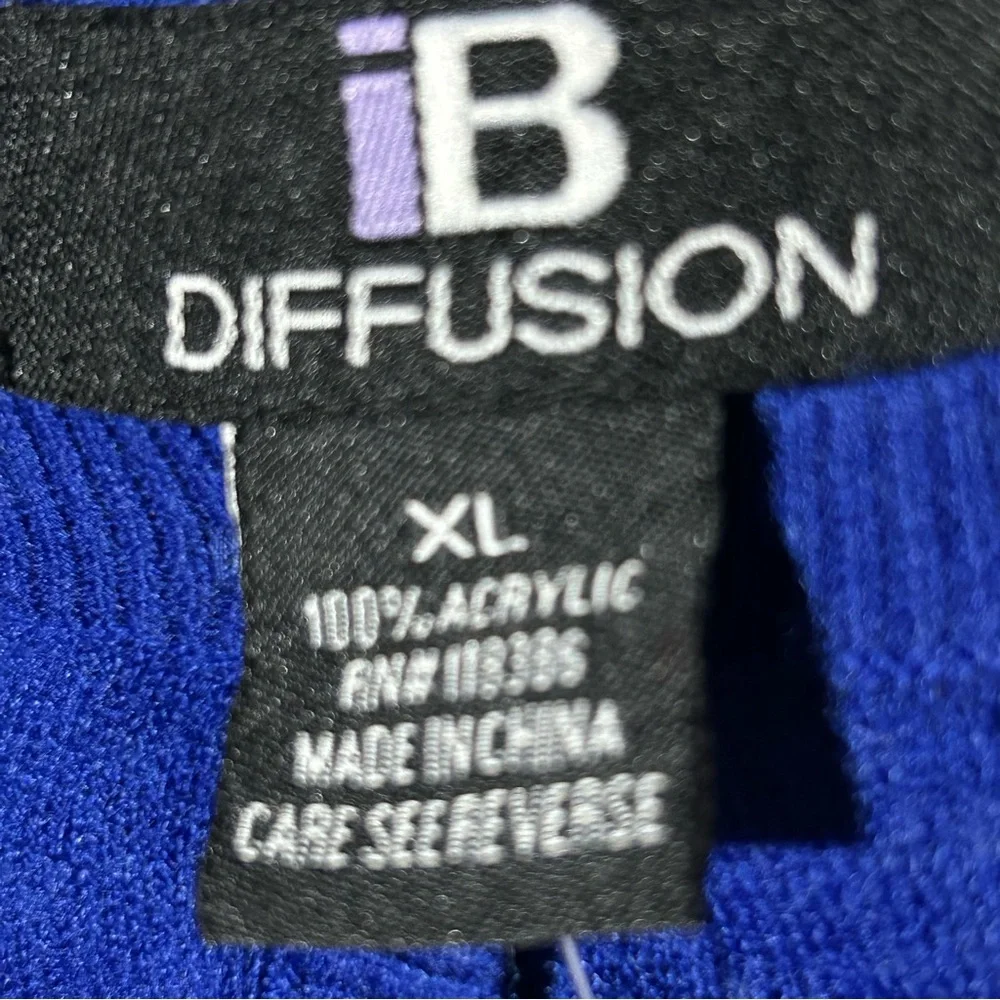 iB
DIFFUSION
XL
100% ACRYLIC
RN# 118386
MADE IN CHINA
CARE SEE REVERSE